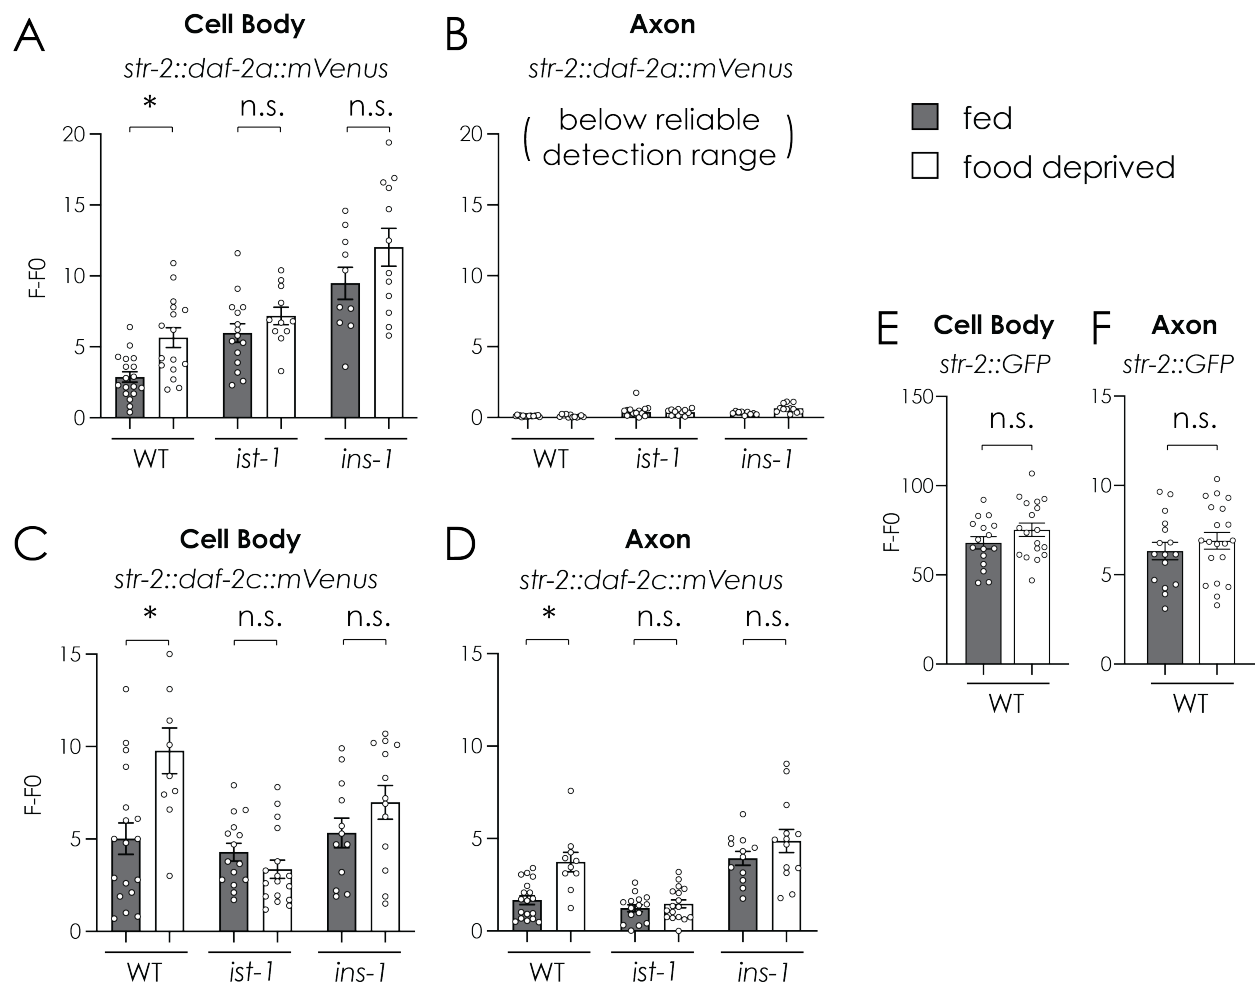 A
Cell Body
str-2::daf-2a::mVenus
* n.s. n.s.
20
15
10
5
0
F-F0
WT ist-1 ins-1
B
Axon
str-2::daf-2a::mVenus
( below reliable
detection range )
20
15
10
5
0
WT ist-1 ins-1
fed
food deprived
C
Cell Body
str-2::daf-2c::mVenus
* n.s. n.s.
15
10
5
0
F-F0
WT ist-1 ins-1
D
Axon
str-2::daf-2c::mVenus
* n.s. n.s.
15
10
5
0
WT ist-1 ins-1
E
Cell Body
str-2::GFP
n.s.
150
100
50
0
F-F0
WT
F
Axon
str-2::GFP
n.s.
15
10
5
0
WT